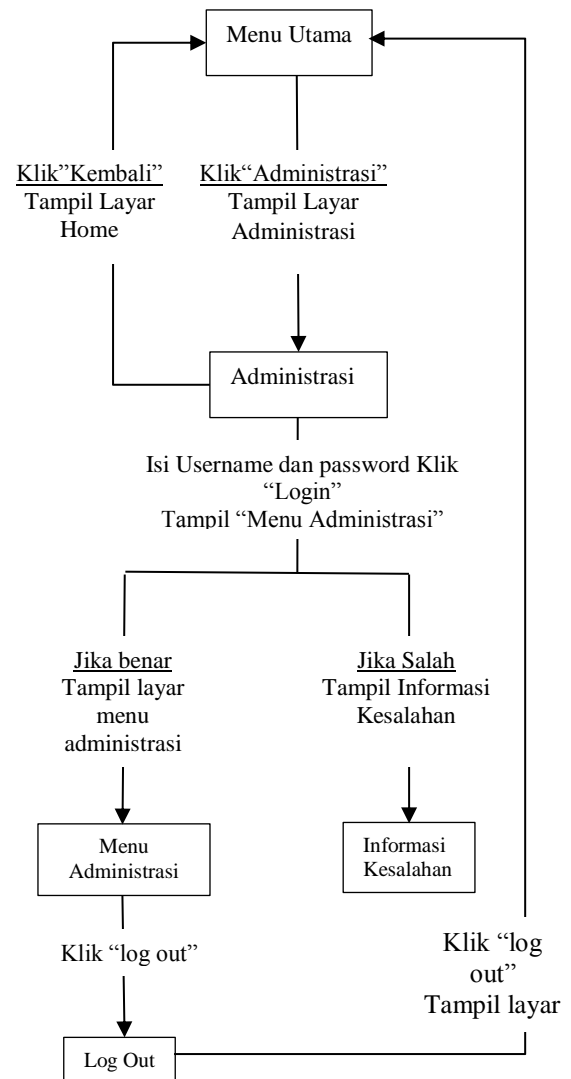 Menu Utama
Klik”Kembali”
Tampil Layar
Home
Klik“Administrasi”
Tampil Layar
Administrasi
Administrasi
Isi Username dan password Klik
“Login”
Tampil “Menu Administrasi”
Jika benar
Tampil layar
menu
administrasi
Jika Salah
Tampil Informasi
Kesalahan
Menu
Administrasi
Informasi
Kesalahan
Klik “log out”
Klik “log
out”
Tampil layar
Log Out